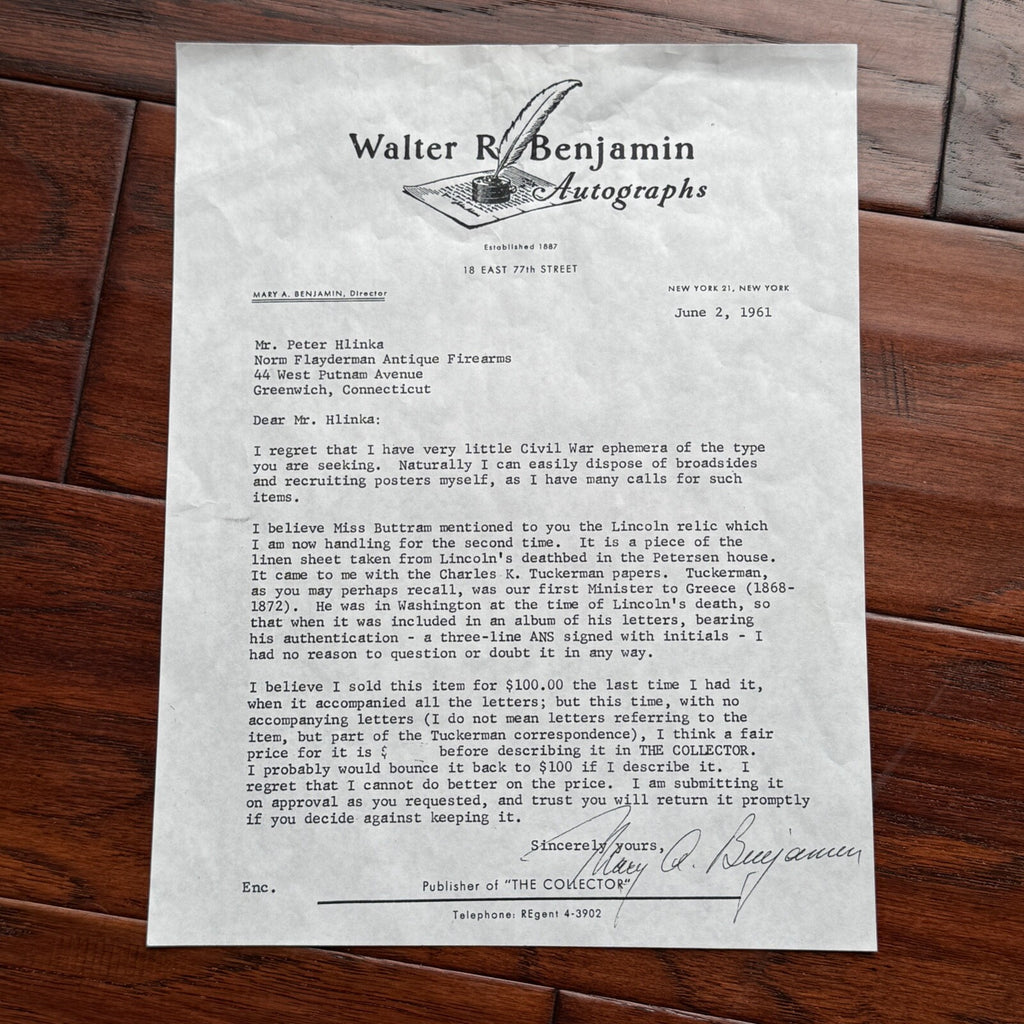 Walter R. Benjamin
Autographs
Established 1887
18 EAST 77th STREET
MARY A. BENJAMIN, Director
NEW YORK 21, NEW YORK
June 2, 1961
Mr. Peter Hlinka
Norm Flayderman Antique Firearms
44 West Putnam Avenue
Greenwich, Connecticut
Dear Mr. Hlinka:
I regret that I have very little Civil War ephemera of the type
you are seeking. Naturally I can easily dispose of broadsides
and recruiting posters myself, as I have many calls for such
items.
I believe Miss Buttram mentioned to you the Lincoln relic which
I am now handling for the second time. It is a piece of the
linen sheet taken from Lincoln's deathbed in the Petersen house.
It came to me with the Charles K. Tuckerman papers. Tuckerman,
as you may perhaps recall, was our first Minister to Greece (1868-
1872). He was in Washington at the time of Lincoln's death, so
that when it was included in an album of his letters, bearing
his authentication - a three-line ANS signed with initials - I
had no reason to question or doubt it in any way.
I believe I sold this item for $100.00 the last time I had it,
when it accompanied all the letters; but this time, with no
accompanying letters (I do not mean letters referring to the
item, but part of the Tuckerman correspondence), I think a fair
price for it is $ before describing it in THE COLLECTOR.
I probably would bounce it back to $100 if I describe it. I
regret that I cannot do better on the price. I am submitting it
on approval as you requested, and trust you will return it promptly
if you decide against keeping it.
Sincerely yours,
Mary A. Benjamin
Enc.
Publisher of "THE COLLECTOR"
Telephone: REgent 4-3902